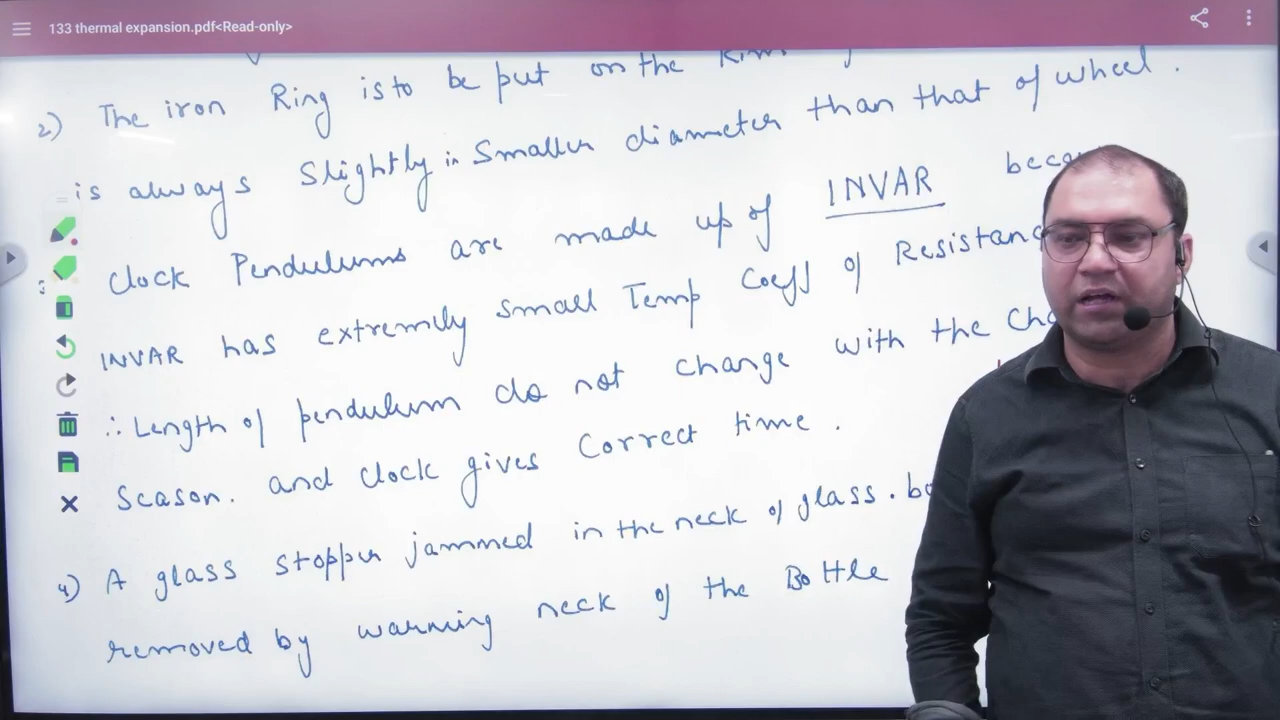 133 thermal expansion.pdf<Read-only>
2) The iron Ring is to be put on the Rim
is always slightly in smaller diameter than that of wheel.
3 Clock Pendulums are made up of INVAR
INVAR has extremily small Temp Coeff of
∴ Length of pendulum do not change with the
Season. and clock gives Correct time.
4) A glass stopper jammed in the neck of glass.
removed by warming neck of the Bottle